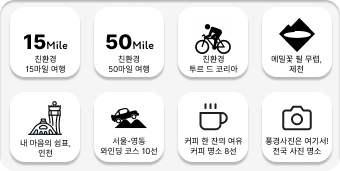 15Mile
친환경
15마일 여행
50Mile
친환경
50마일 여행
친환경
투르 드 코리아
메밀꽃 필 무렵,
제천
내 마음의 쉼표,
인천
서울-영동
와인딩 코스 10선
커피 한 잔의 여유
커피 명소 8선
풍경사진은 여기서!
전국 사진 명소